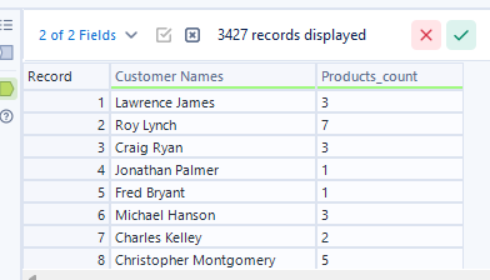 2 of 2 Fields 3427 records displayed
Record Customer Names Products_count
1 Lawrence James 3
2 Roy Lynch 7
3 Craig Ryan 3
4 Jonathan Palmer 1
5 Fred Bryant 1
6 Michael Hanson 3
7 Charles Kelley 2
8 Christopher Montgomery 5